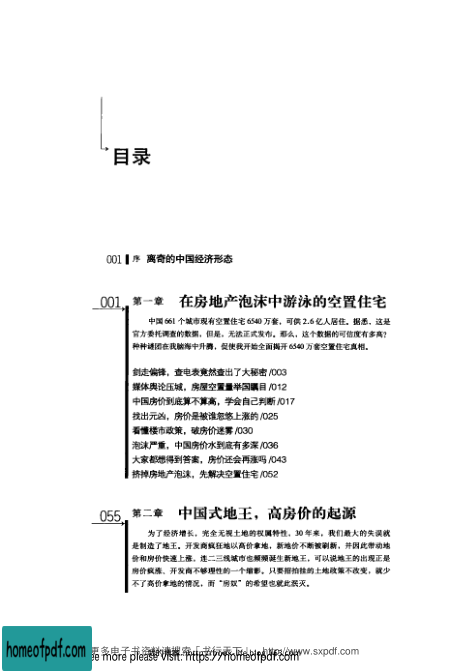 目录
001 序 离奇的中国经济形态
001 第一章 在房地产泡沫中游泳的空置住宅
中国 661 个城市现有空置住宅 6540 万套，可供 2.6 亿人居住。据悉，这是
官方委托调查的数据，但是，无法正式发布。那么，这个数据的可信度有多高？
种种谜团在我脑海中升腾，促使我开始全面揭开 6540 万套空置住宅真相。
剑走偏锋，查电表竟然查出了大秘密 /003
媒体舆论压城，房屋空置量举国瞩目 /012
中国房价到底算不算高，学会自己判断 /017
找出元凶，房价是被谁忽悠上涨的 /025
看懂楼市政策，破房价迷雾 /030
泡沫严重，中国房价水到底有多深 /036
大家都想得到答案，房价还会再涨吗 /043
挤掉房地产泡沫，先解决空置住宅 /052
055 第二章 中国式地王，高房价的起源
为了经济增长，完全无视土地的权属特性，30 年来，我们最大的失误就
是制造了地王。开发商疯狂地以高价拿地，新地价不断被刷新，并因此带动地
价和房价快速上涨，连二三线城市也频频诞生新地王，可以说地王的出现正是
房价疯涨、开发商不够理性的一个缩影。只要招拍挂的土地政策不改变，就少
不了高价拿地的情况，而“房奴”的希望也就此泯灭。
homeofpdf.com
http://www.sxpdf.com
more please visit: https://homeofpdf.com